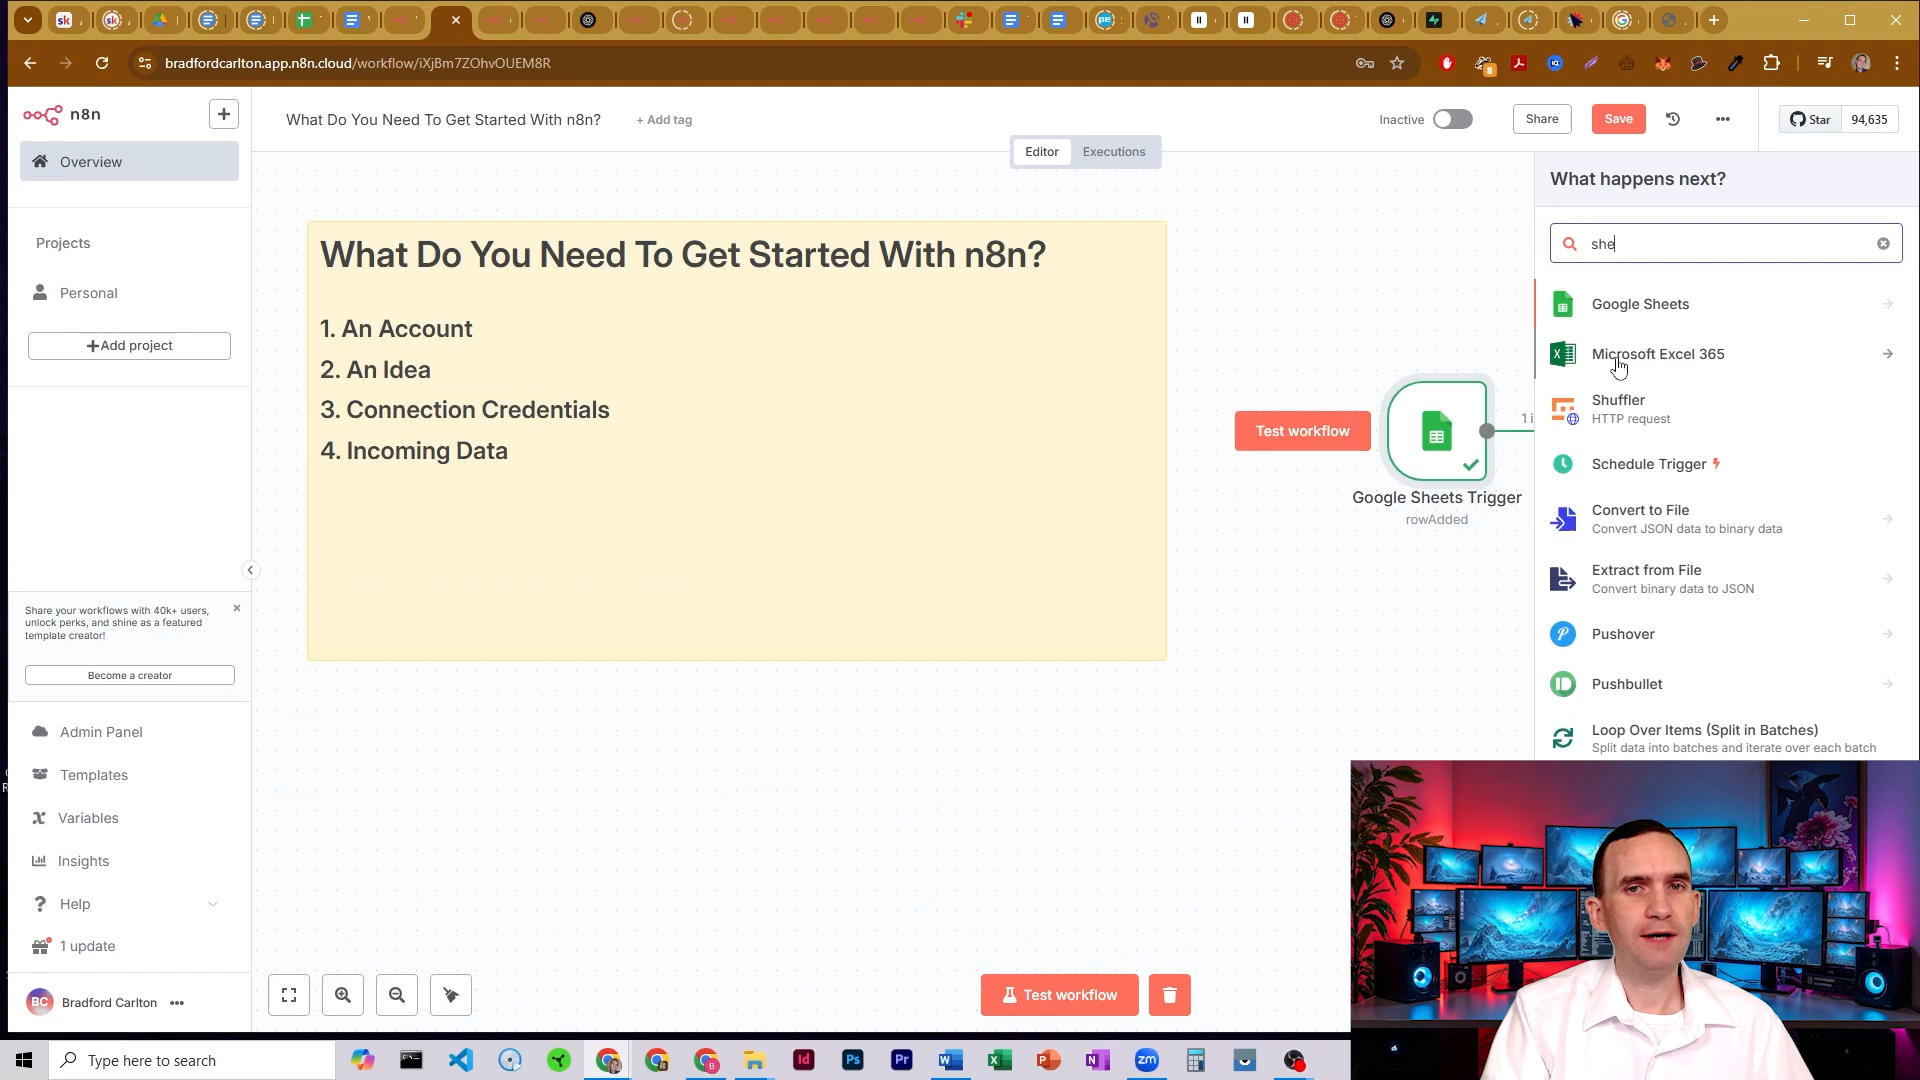 bradfordcarlton.app.n8n.cloud/workflow/iXjBm7ZOhvOUEM8R
8
n8n
What Do You Need To Get Started With n8n?
+ Add tag
Inactive
Share
Save
Star
94,635
Editor
Executions
Overview
Projects
Personal
Add project
Share your workflows with 40k+ users,
unlock perks, and shine as a featured
template creator!
Become a creator
Admin Panel
Templates
Variables
Insights
Help
1 update
BC
Bradford Carlton
What Do You Need To Get Started With n8n?
1. An Account
2. An Idea
3. Connection Credentials
4. Incoming Data
Test workflow
Google Sheets Trigger
rowAdded
Test workflow
What happens next?
she
Google Sheets
Microsoft Excel 365
Shuffler
HTTP request
Schedule Trigger
Convert to File
Convert JSON data to binary data
Extract from File
Convert binary data to JSON
Pushover
Pushbullet
Loop Over Items (Split in Batches)
Split data into batches and iterate over each batch
Type here to search
Id
Ps
Pr
zm